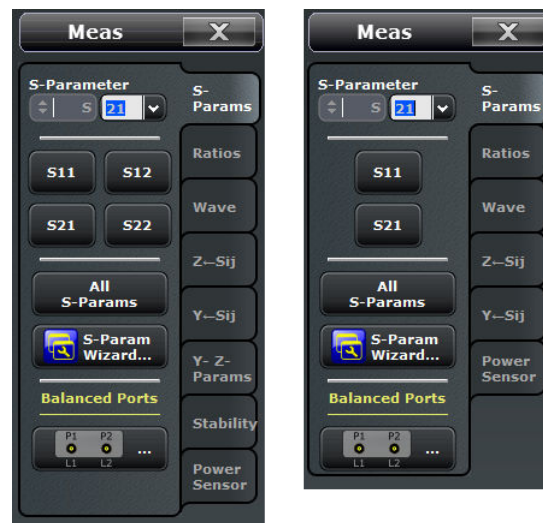 Meas
X
S-Parameter
S 21
S11 S12
S21 S22
All
S-Params
S-Param
Wizard...
Balanced Ports
P1 P2
...
L1 L2
S-
Params
Ratios
Wave
Z←Sij
Y←Sij
Y- Z-
Params
Stability
Power
Sensor
Meas
X
S-Parameter
S 21
S11
S21
All
S-Params
S-Param
Wizard...
Balanced Ports
P1 P2
...
L1 L2
S-
Params
Ratios
Wave
Z←Sij
Y←Sij
Power
Sensor